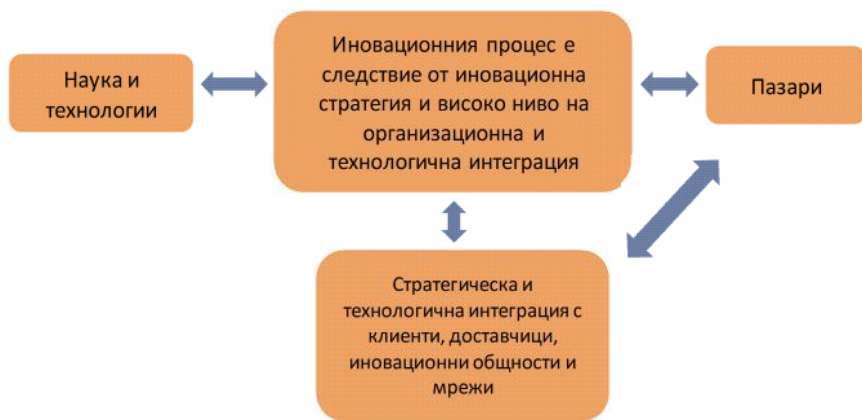 Наука и
технологии
Иновационния процес е
следствие от иновационна
стратегия и високо ниво на
организационна и
технологична интеграция
Пазари
Стратегическа и
технологична интеграция с
клиенти, доставчици,
иновационни общности и
мрежи